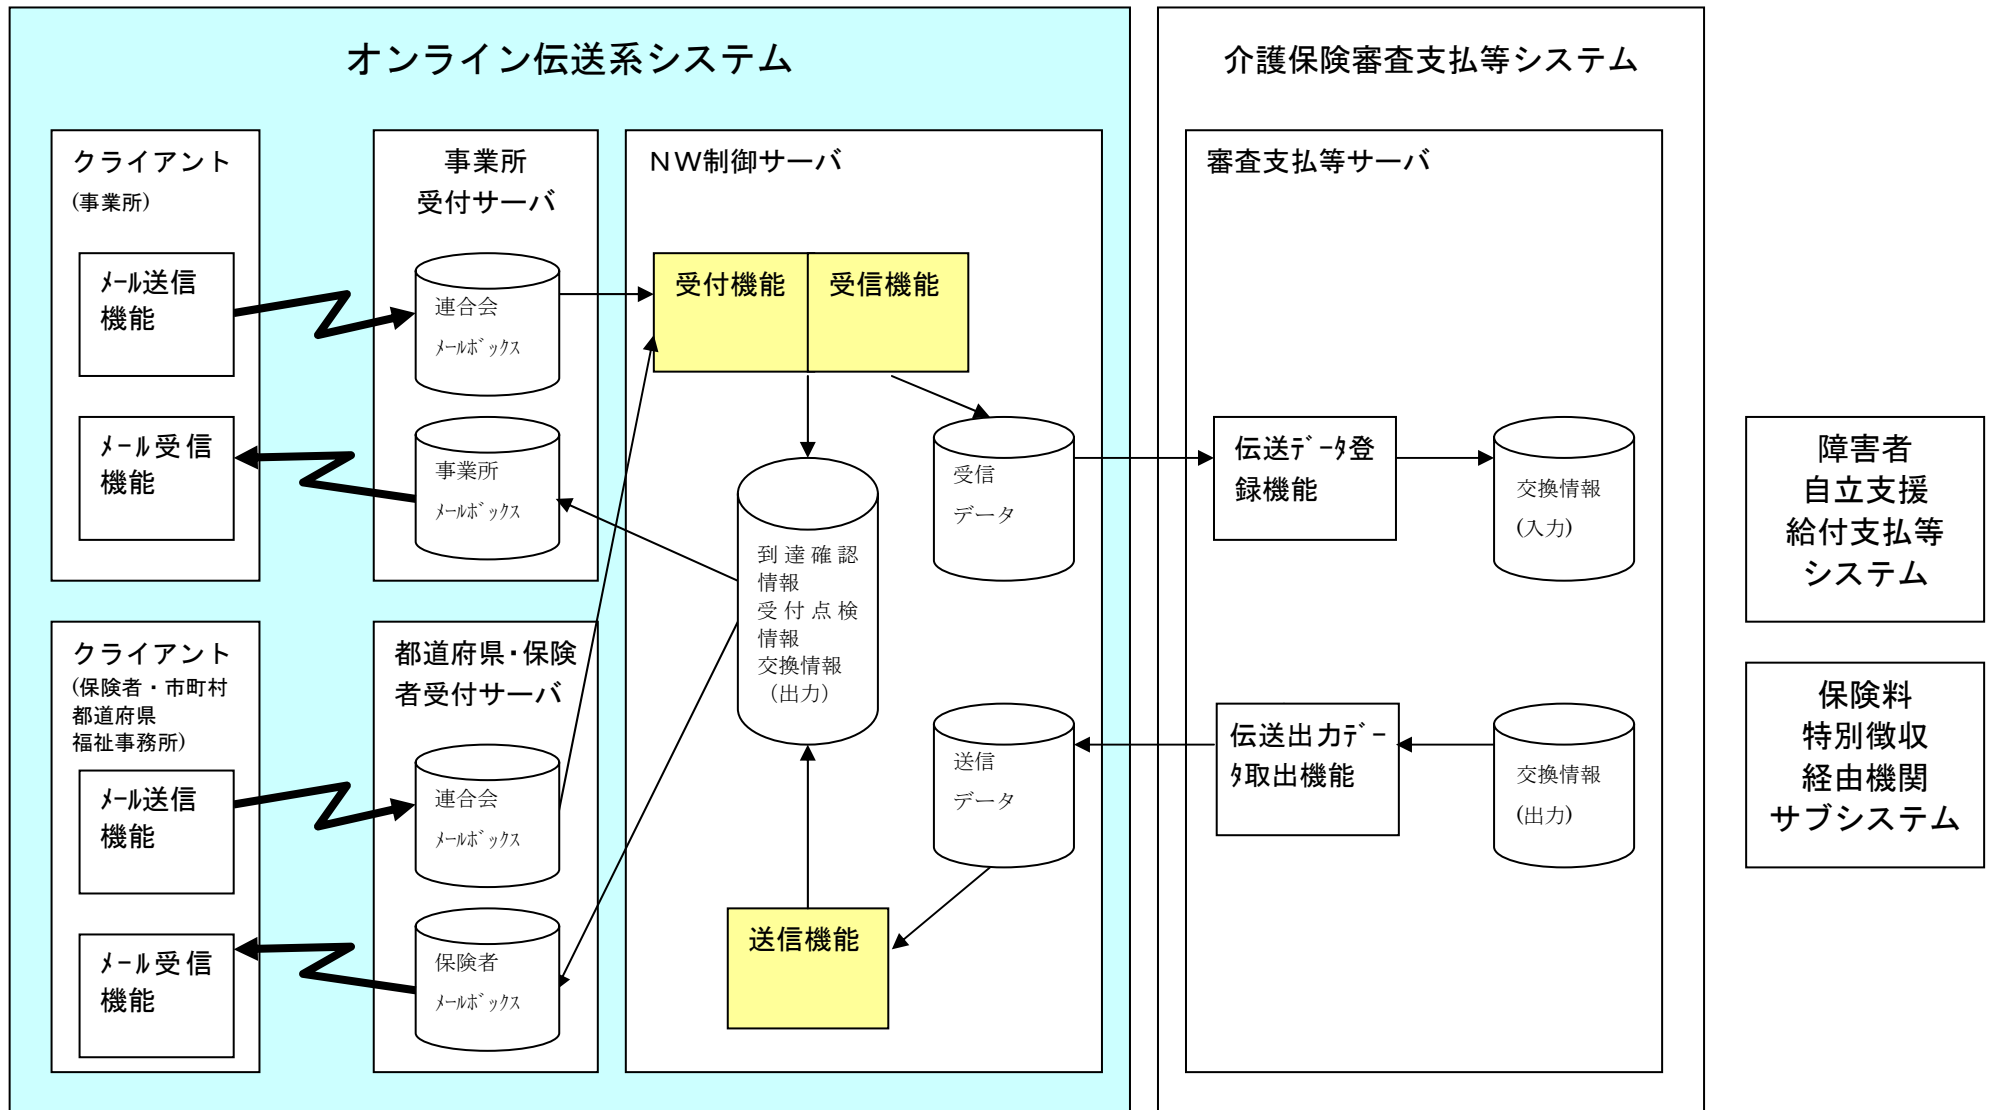 オンライン伝送系システム
介護保険審査支払等システム
クライアント
(事業所)
ﾒｰﾙ送信
機能
ﾒｰﾙ受信
機能
事業所
受付サーバ
連合会
ﾒｰﾙﾎﾞｯｸｽ
事業所
ﾒｰﾙﾎﾞｯｸｽ
ＮＷ制御サーバ
受付機能
受信機能
受信
データ
到達確認
情報
受付点検
情報
交換情報
（出力）
審査支払等サーバ
伝送ﾃﾞｰﾀ登
録機能
交換情報
(入力)
障害者
自立支援
給付支払等
システム
クライアント
(保険者・市町村
都道府県
福祉事務所)
ﾒｰﾙ送信
機能
ﾒｰﾙ受信
機能
都道府県・保険
者受付サーバ
連合会
ﾒｰﾙﾎﾞｯｸｽ
保険者
ﾒｰﾙﾎﾞｯｸｽ
送信
データ
送信機能
伝送出力ﾃﾞｰ
ﾀ取出機能
交換情報
(出力)
保険料
特別徴収
経由機関
サブシステム